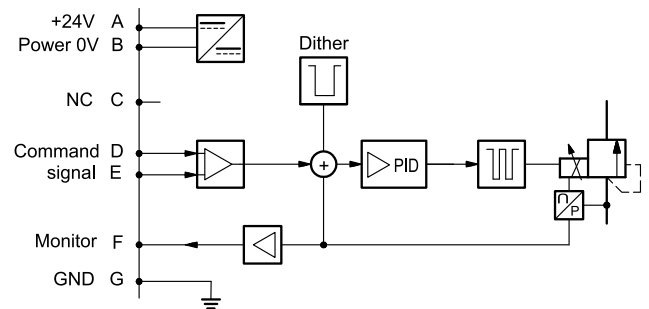 +24V A
Power 0V B
Dither
NC C
Command D
signal E
+
PID
Monitor F
GND G
P